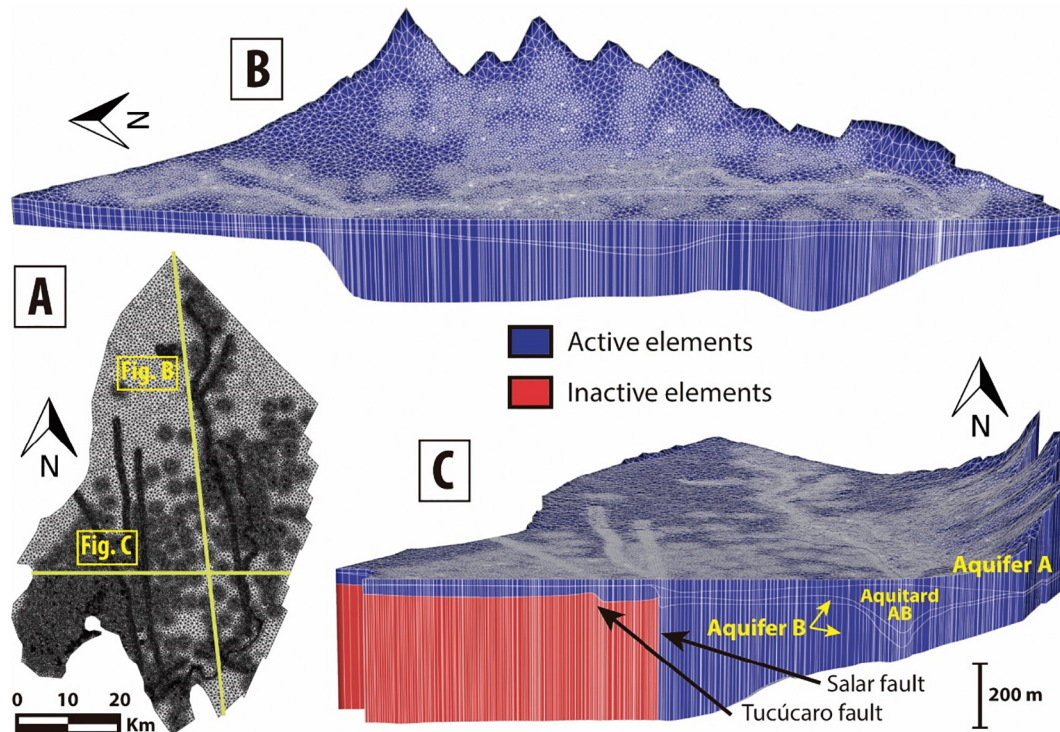 B
N
A
Fig. B
Active elements
Inactive elements
N
N
C
Fig. C
Aquifer A
Aquitard
AB
Aquifer B
Salar fault
Tucúcaro fault
200 m
0 10 20
Km